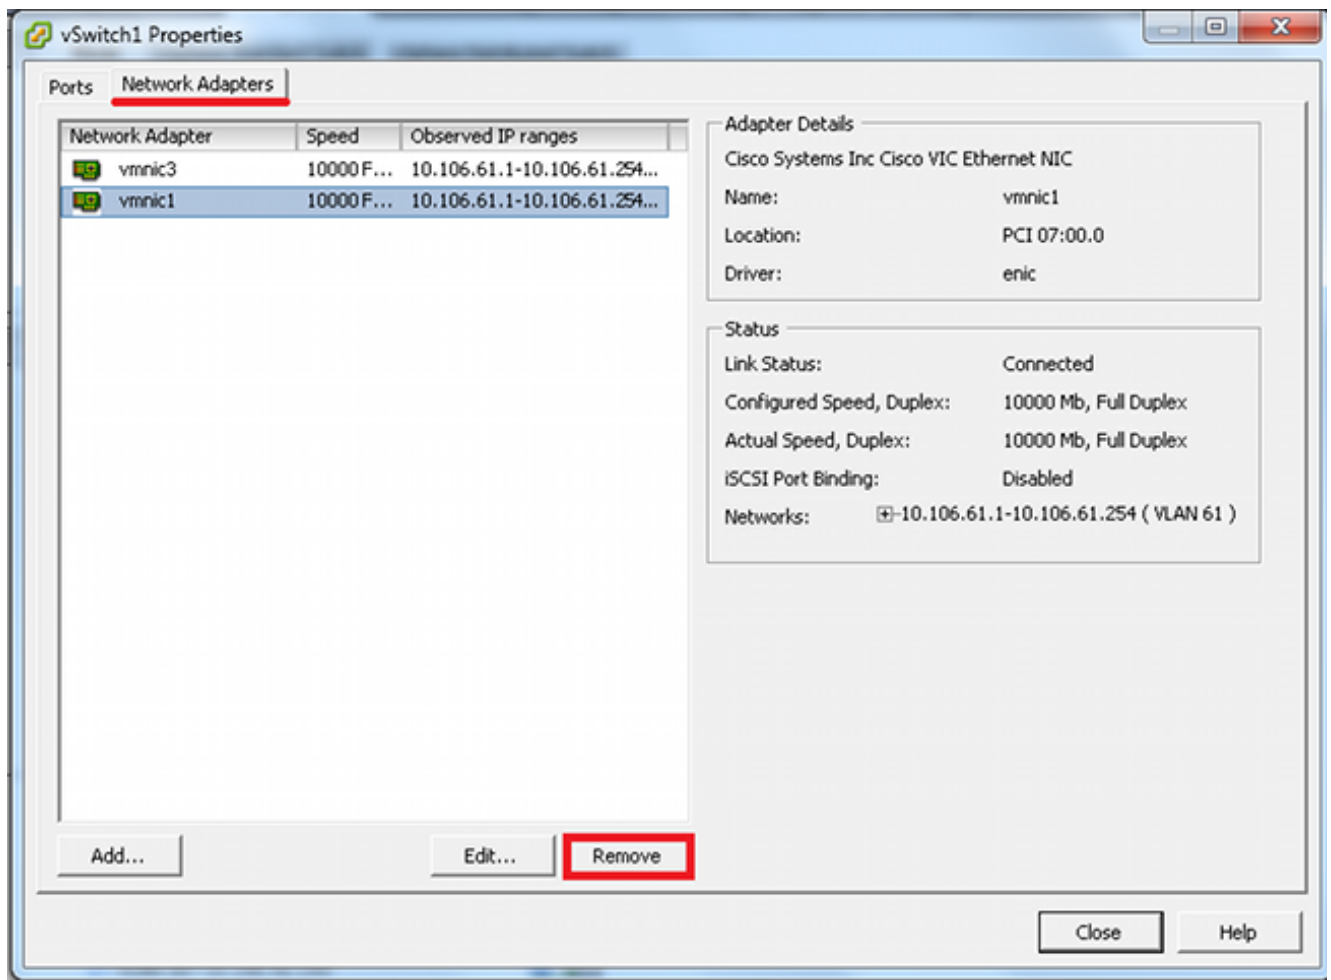 vSwitch1 Properties
Ports Network Adapters
Network Adapter Speed Observed IP ranges
vmnic3 10000 F... 10.106.61.1-10.106.61.254...
vmnic1 10000 F... 10.106.61.1-10.106.61.254...
Adapter Details
Cisco Systems Inc Cisco VIC Ethernet NIC
Name: vmnic1
Location: PCI 07:00.0
Driver: enic
Status
Link Status: Connected
Configured Speed, Duplex: 10000 Mb, Full Duplex
Actual Speed, Duplex: 10000 Mb, Full Duplex
iSCSI Port Binding: Disabled
Networks: 10.106.61.1-10.106.61.254 ( VLAN 61 )
Add... Edit... Remove
Close Help